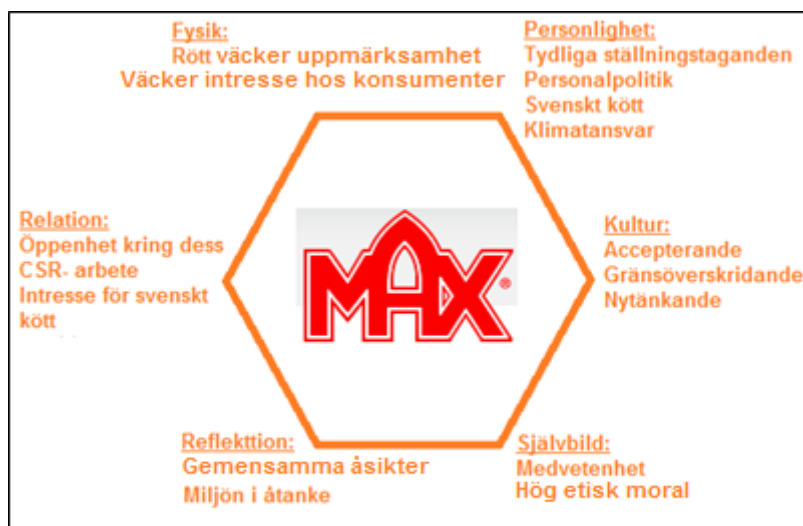 Fysik:
Rött väcker uppmärksamhet
Väcker intresse hos konsumenter
Personlighet:
Tydliga ställningstaganden
Personalpolitik
Svenskt kött
Klimatansvar
Relation:
Öppenhet kring dess
CSR- arbete
Intresse för svenskt
kött
MAX®
Kultur:
Accepterande
Gränsöverskridande
Nytänkande
Reflekttion:
Gemensamma åsikter
Miljön i åtanke
Självbild:
Medvetenhet
Hög etisk moral